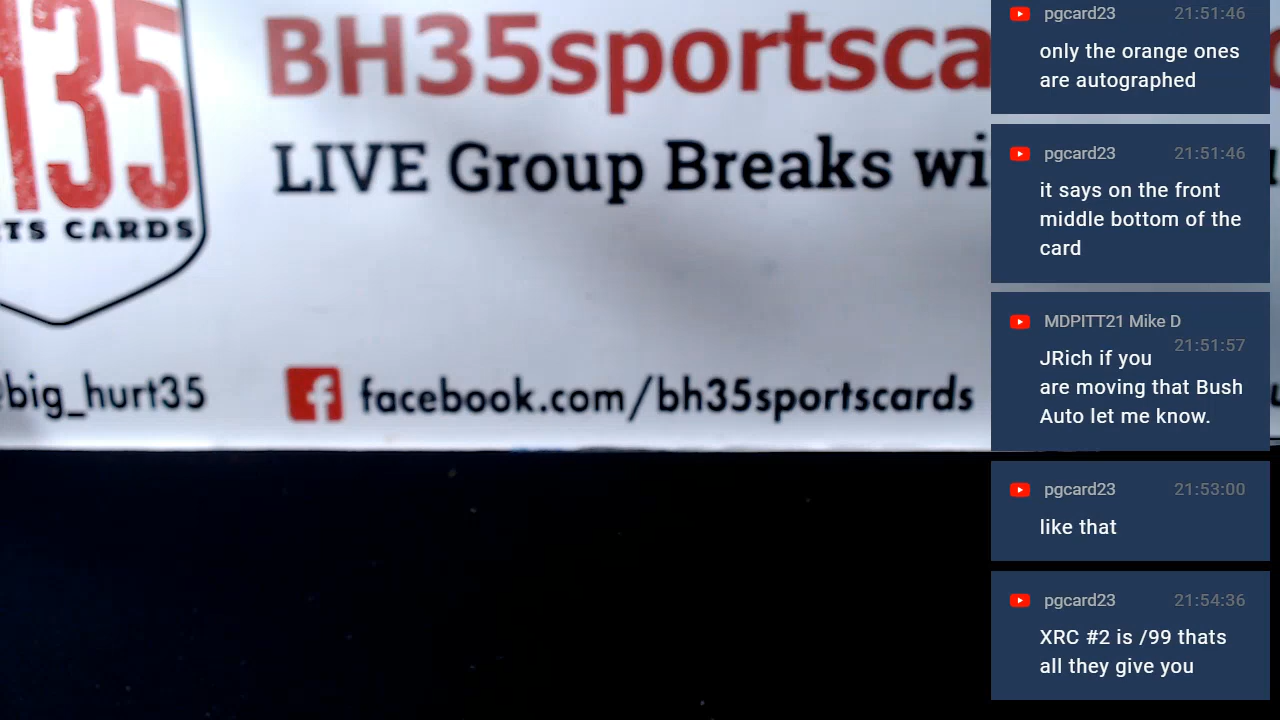 135
TS CARDS
BH35sportsca
LIVE Group Breaks wi
big_hurt35
f facebook.com/bh35sportscards
pgcard23 21:51:46
only the orange ones
are autographed
pgcard23 21:51:46
it says on the front
middle bottom of the
card
MDPITT21 Mike D
21:51:57
JRich if you
are moving that Bush
Auto let me know.
pgcard23 21:53:00
like that
pgcard23 21:54:36
XRC #2 is /99 thats
all they give you